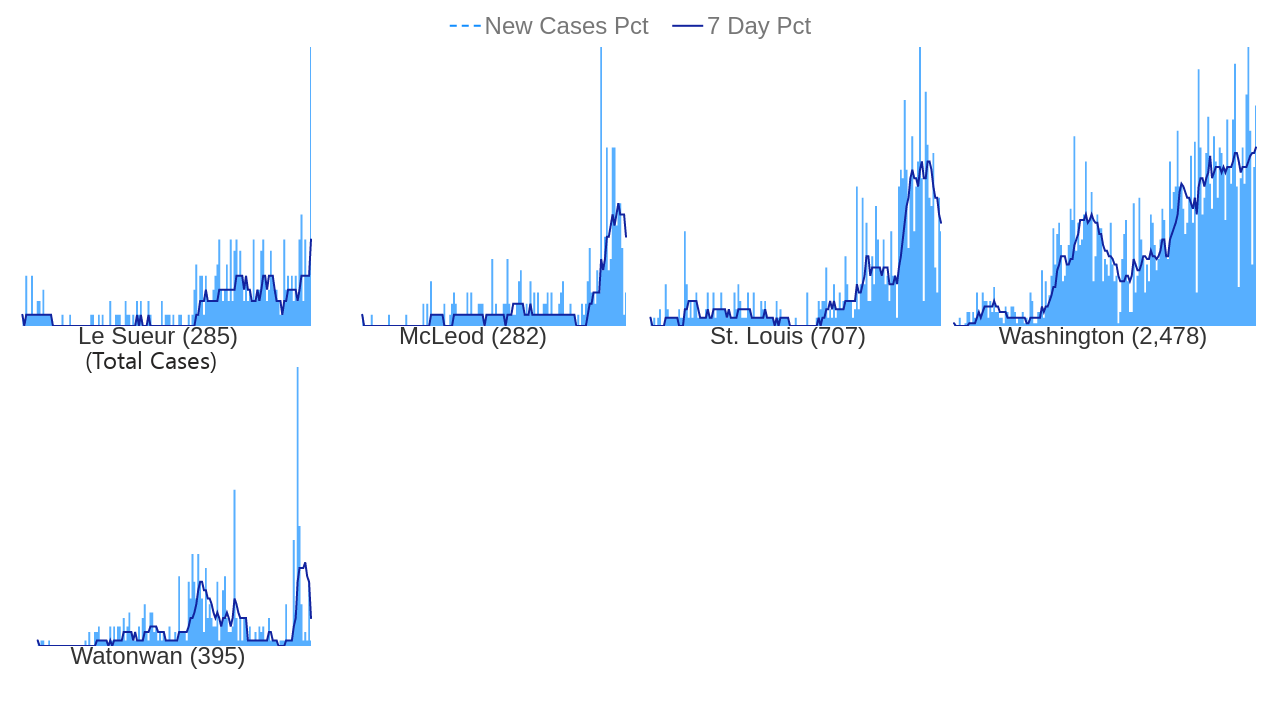 New Cases Pct 7 Day Pct
Le Sueur (285) McLeod (282) St. Louis (707) Washington (2,478)
(Total Cases)
Watonwan (395)